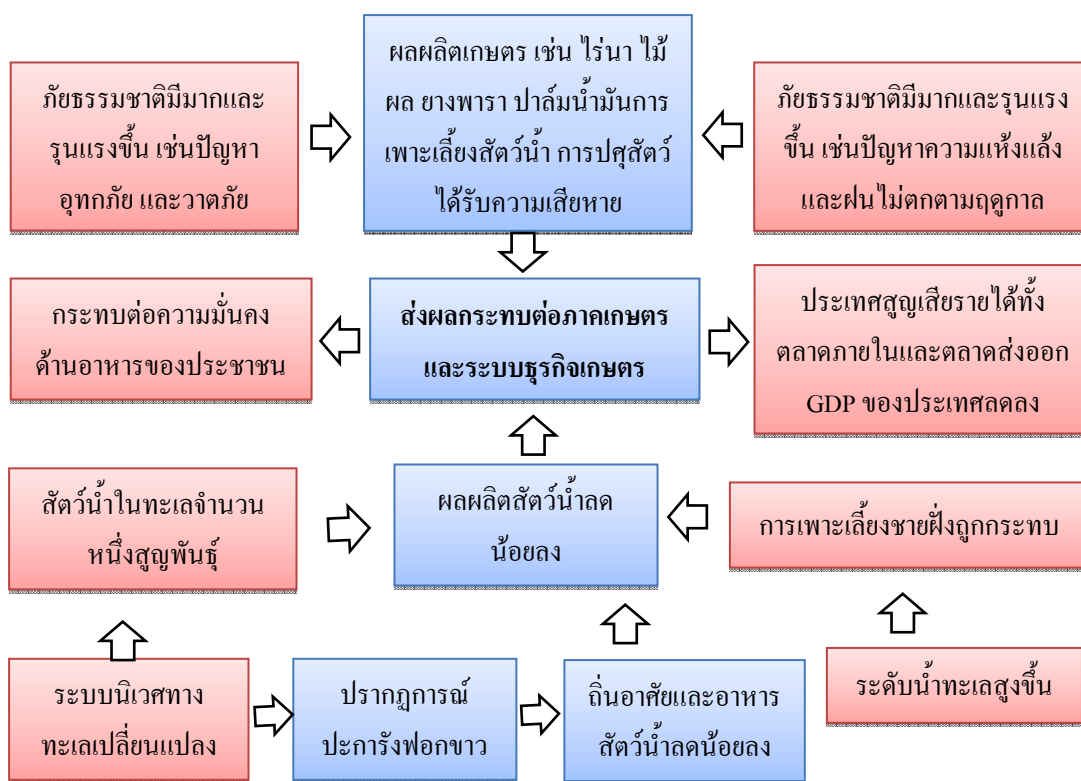 ภัยธรรมชาติมีมากและ
รุนแรงขึ้น เช่นปัญหา
อุทกภัย และวาตภัย
ผลผลิตเกษตร เช่น ไร่นา ไม้
ผล ยางพารา ปาล์มน้ำมันการ
เพาะเลี้ยงสัตว์น้ำ การปศุสัตว์
ได้รับความเสียหาย
ภัยธรรมชาติมีมากและรุนแรง
ขึ้น เช่นปัญหาความแห้งแล้ง
และฝนไม่ตกตามฤดูกาล
กระทบต่อความมั่นคง
ด้านอาหารของประชาชน
ส่งผลกระทบต่อภาคเกษตร
และระบบธุรกิจเกษตร
ประเทศสูญเสียรายได้ทั้ง
ตลาดภายในและตลาดส่งออก
GDP ของประเทศลดลง
สัตว์น้ำในทะเลจำนวน
หนึ่งสูญพันธุ์
ผลผลิตสัตว์น้ำลด
น้อยลง
การเพาะเลี้ยงชายฝั่งถูกกระทบ
ระบบนิเวศทาง
ทะเลเปลี่ยนแปลง
ปรากฏการณ์
ปะการังฟอกขาว
ถิ่นอาศัยและอาหาร
สัตว์น้ำลดน้อยลง
ระดับน้ำทะเลสูงขึ้น